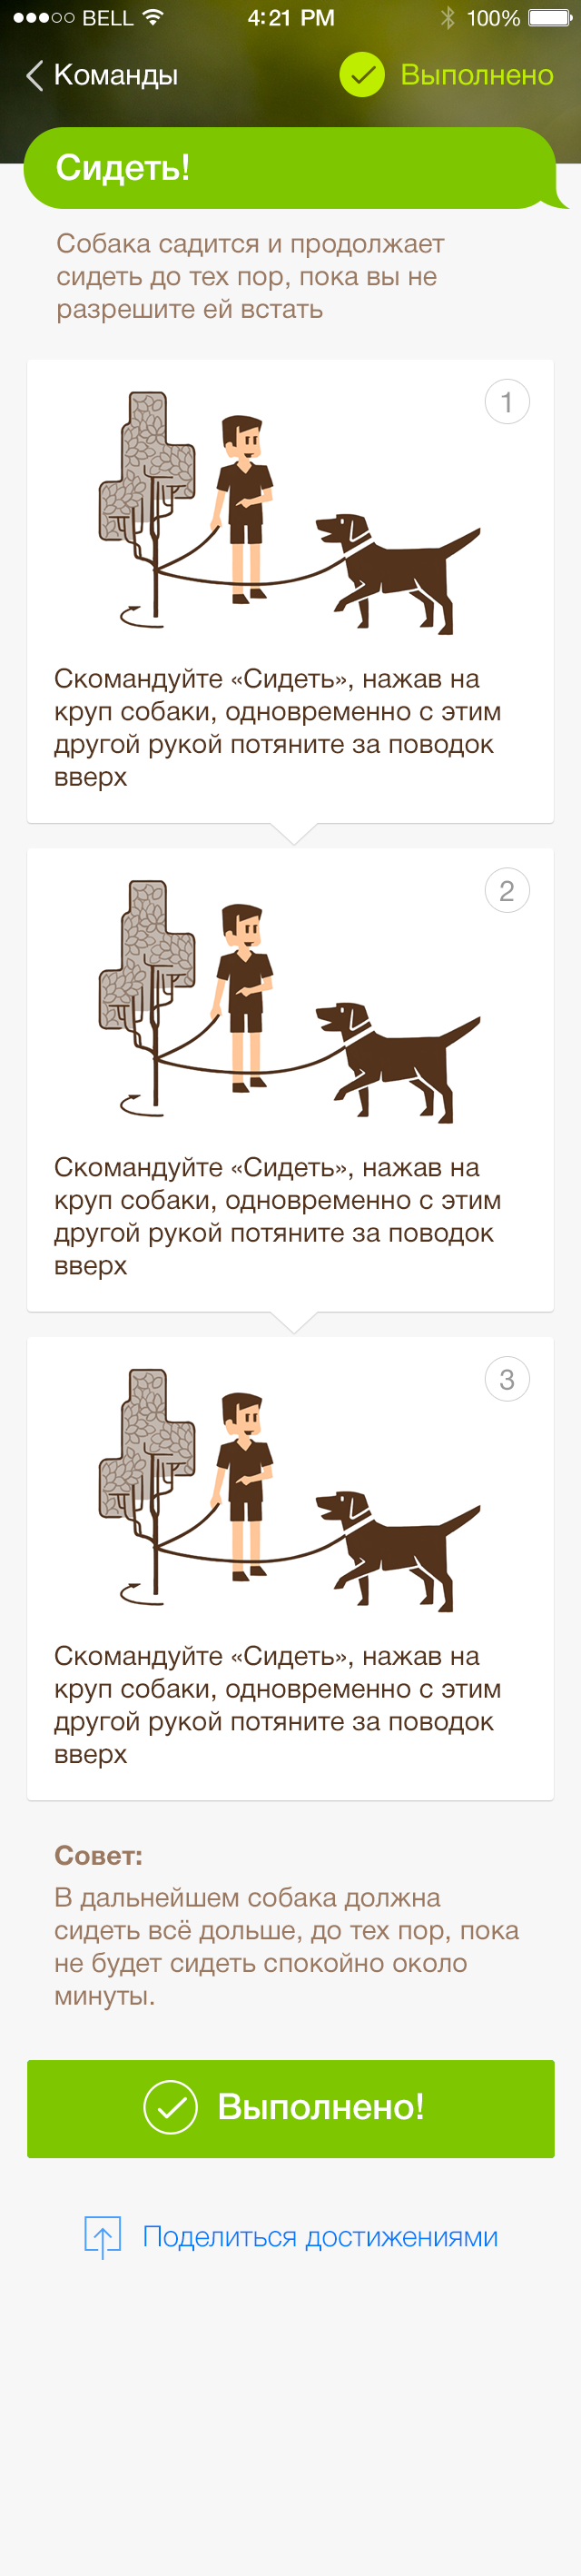 BELL 4:21 PM 100%
Команды Выполнено
Сидеть!
Собака садится и продолжает
сидеть до тех пор, пока вы не
разрешите ей встать
1
Скомандуйте «Сидеть», нажав на
круп собаки, одновременно с этим
другой рукой потяните за поводок
вверх
2
Скомандуйте «Сидеть», нажав на
круп собаки, одновременно с этим
другой рукой потяните за поводок
вверх
3
Скомандуйте «Сидеть», нажав на
круп собаки, одновременно с этим
другой рукой потяните за поводок
вверх
Совет:
В дальнейшем собака должна
сидеть всё дольше, до тех пор, пока
не будет сидеть спокойно около
минуты.
Выполнено!
Поделиться достижениями